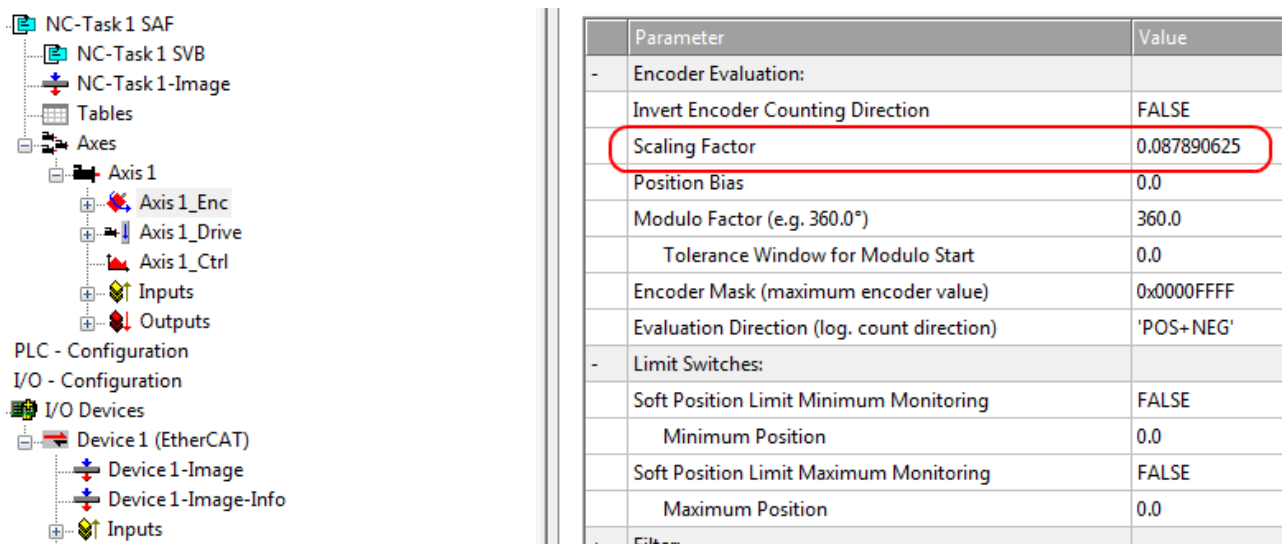 NC-Task 1 SAF
NC-Task 1 SVB
NC-Task 1-Image
Tables
Axes
Axis 1
Axis 1_Enc
Axis 1_Drive
Axis 1_Ctrl
Inputs
Outputs
PLC - Configuration
I/O - Configuration
I/O Devices
Device 1 (EtherCAT)
Device 1-Image
Device 1-Image-Info
Inputs
Parameter Value
- Encoder Evaluation:
Invert Encoder Counting Direction FALSE
Scaling Factor 0.087890625
Position Bias 0.0
Modulo Factor (e.g. 360.0°) 360.0
Tolerance Window for Modulo Start 0.0
Encoder Mask (maximum encoder value) 0x0000FFFF
Evaluation Direction (log. count direction) 'POS+NEG'
- Limit Switches:
Soft Position Limit Minimum Monitoring FALSE
Minimum Position 0.0
Soft Position Limit Maximum Monitoring FALSE
Maximum Position 0.0
Filter: